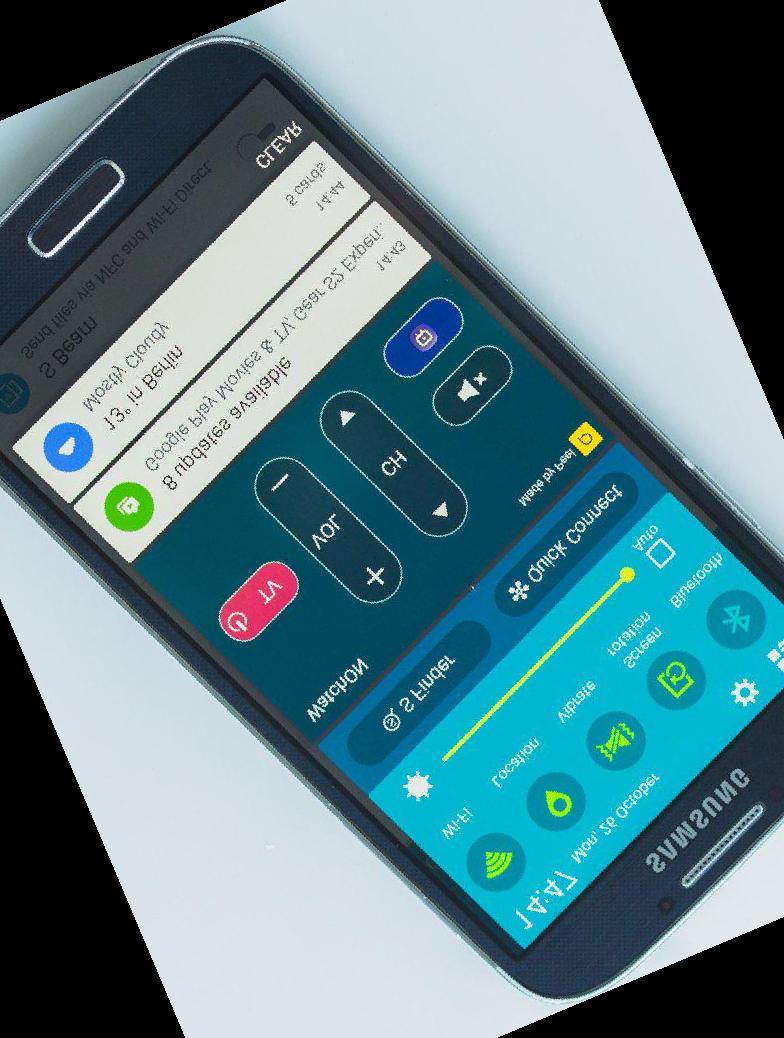 SAMSUNG
14:47 Mon, 26 October
Wi-Fi
Location
Vibrate
Screen
rotation
Bluetooth
Auto
S Finder
Quick Connect
WatchON
Made by Peel
TV
VOL
CH
8 updates available
Google Play Movies & TV, Gear S2 Experi..
14:43
13° in Berlin
Mostly Cloudy
14:44
5 cards
S Beam
Send files via NFC and Wi-Fi Direct
CLEAR